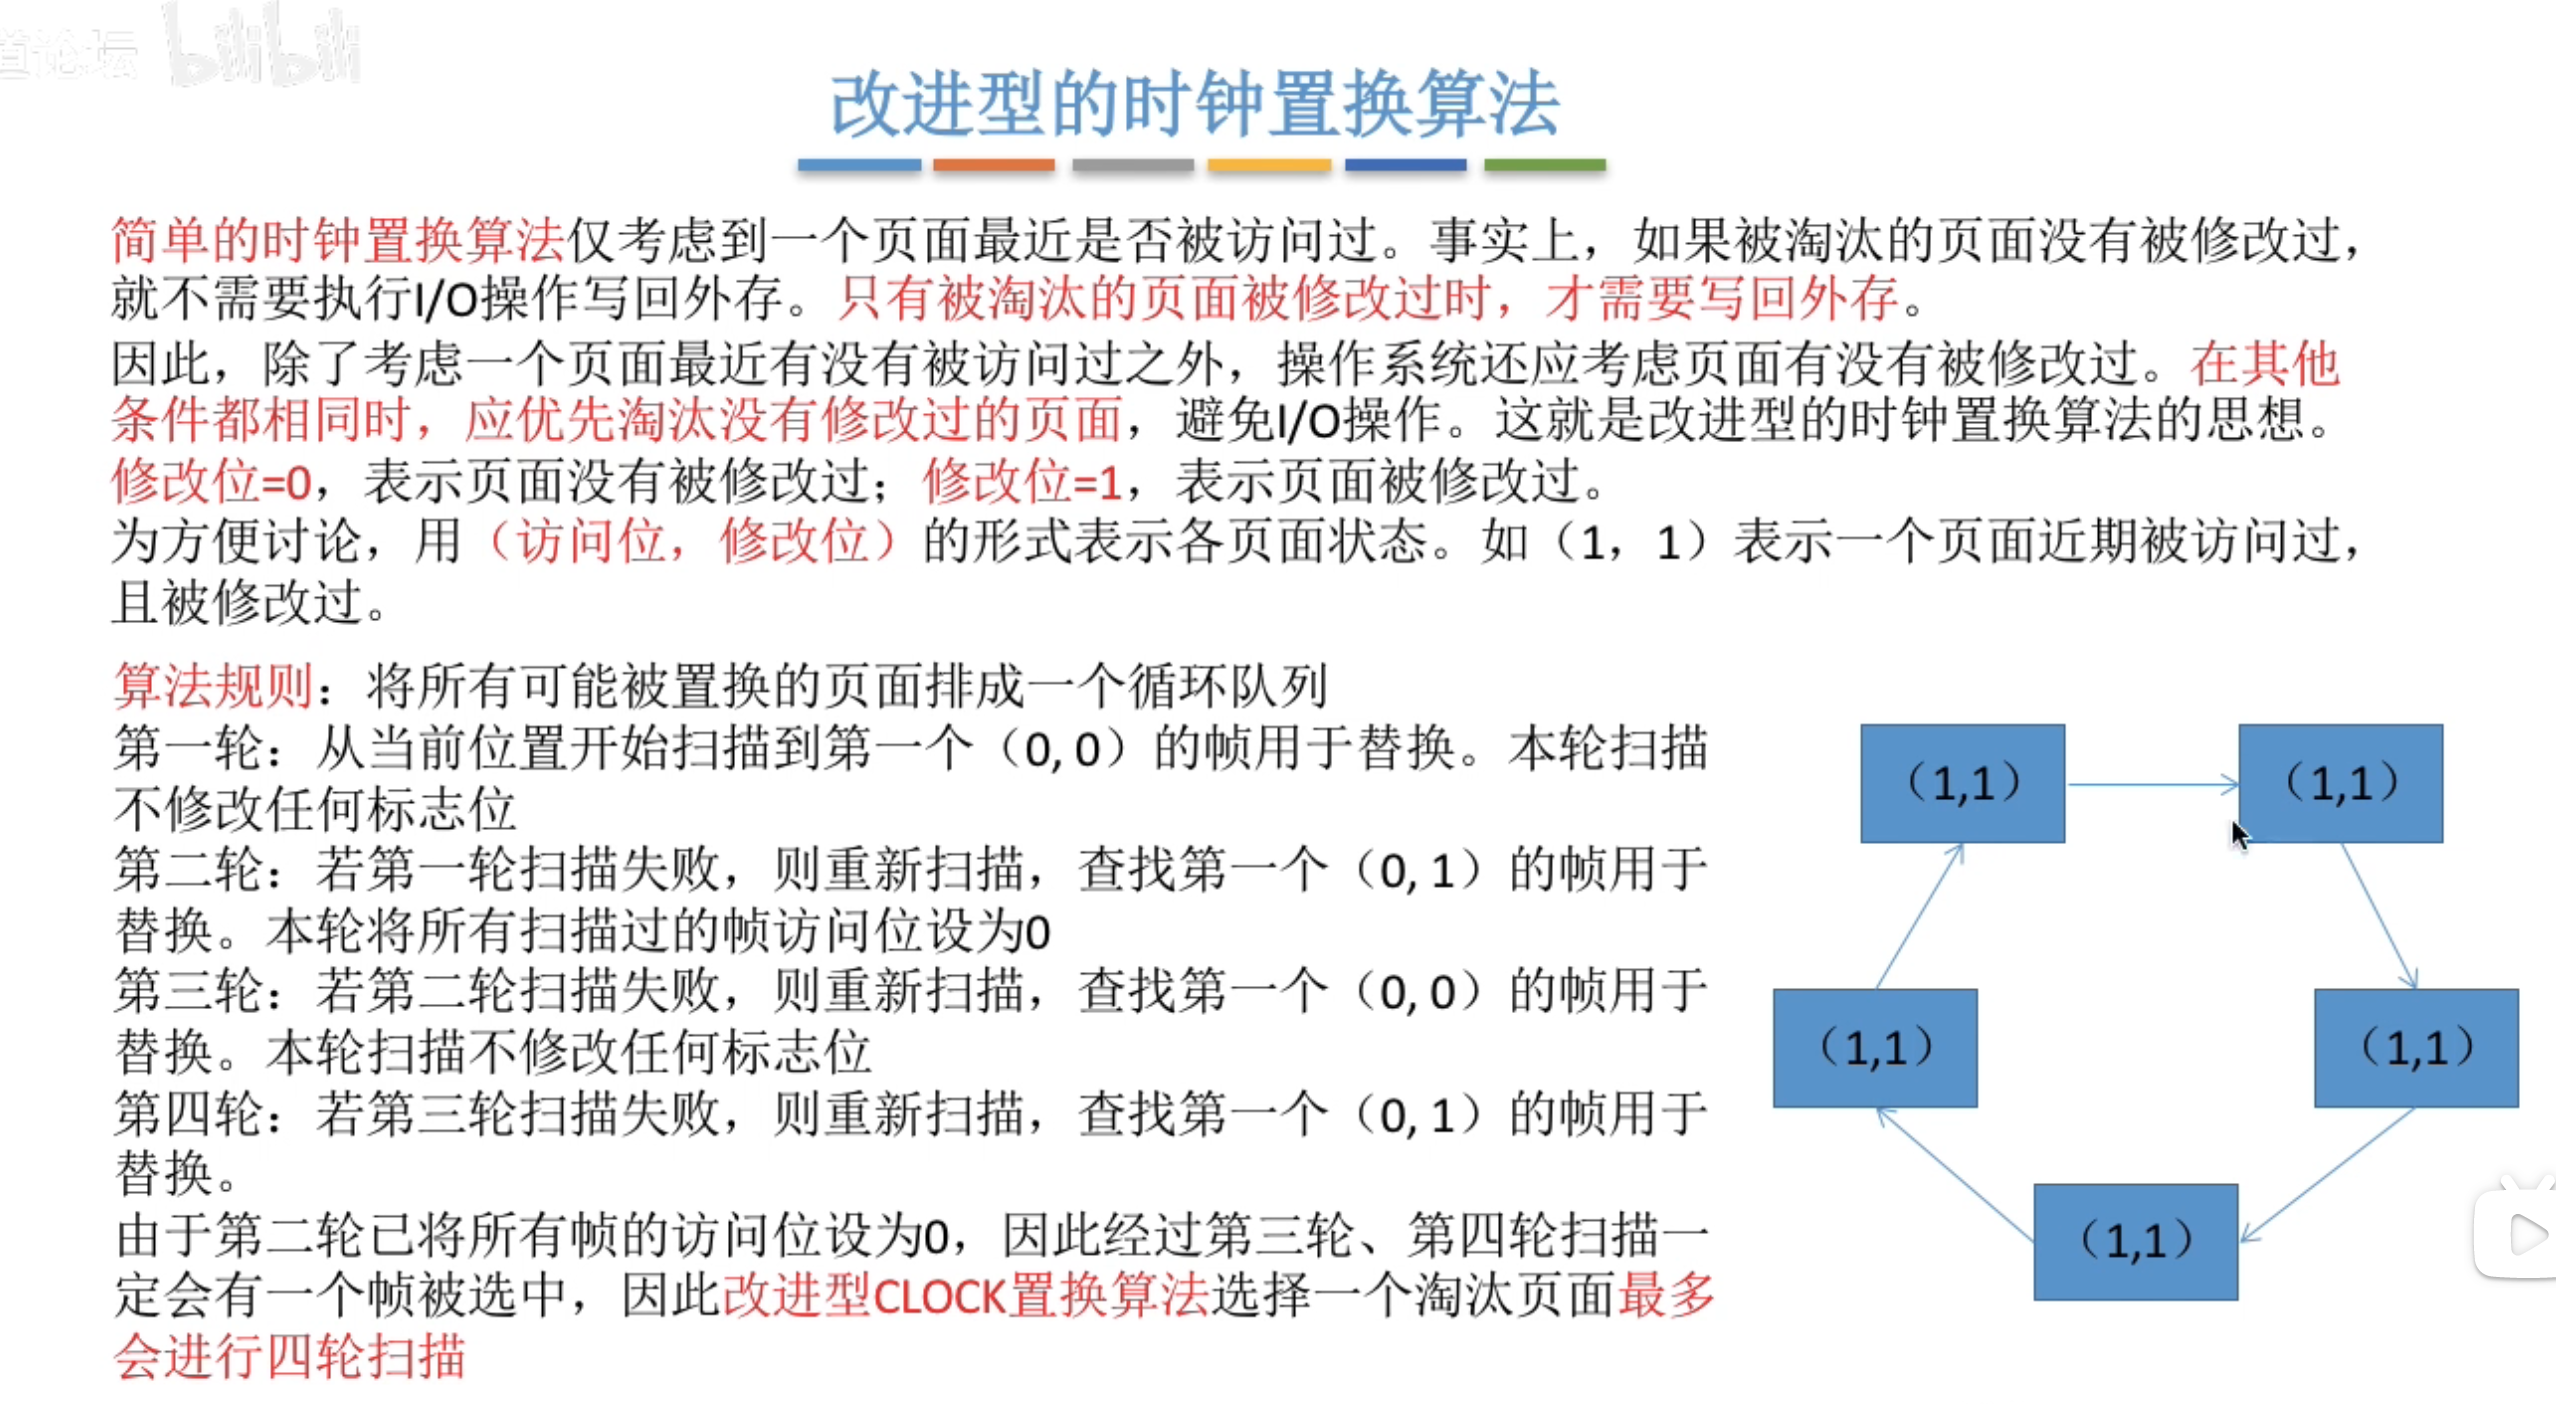 道论坛 bilibili
改进型的时钟置换算法
简单的时钟置换算法仅考虑到一个页面最近是否被访问过。事实上，如果被淘汰的页面没有被修改过，
就不需要执行I/O操作写回外存。只有被淘汰的页面被修改过时，才需要写回外存。
因此，除了考虑一个页面最近有没有被访问过之外，操作系统还应考虑页面有没有被修改过。在其他
条件都相同时，应优先淘汰没有修改过的页面，避免I/O操作。这就是改进型的时钟置换算法的思想。
修改位=0，表示页面没有被修改过；修改位=1，表示页面被修改过。
为方便讨论，用（访问位，修改位）的形式表示各页面状态。如（1，1）表示一个页面近期被访问过，
且被修改过。
算法规则：将所有可能被置换的页面排成一个循环队列
第一轮：从当前位置开始扫描到第一个（0, 0）的帧用于替换。本轮扫描
不修改任何标志位
第二轮：若第一轮扫描失败，则重新扫描，查找第一个（0, 1）的帧用于
替换。本轮将所有扫描过的帧访问位设为0
第三轮：若第二轮扫描失败，则重新扫描，查找第一个（0, 0）的帧用于
替换。本轮扫描不修改任何标志位
第四轮：若第三轮扫描失败，则重新扫描，查找第一个（0, 1）的帧用于
替换。
由于第二轮已将所有帧的访问位设为0，因此经过第三轮、第四轮扫描一
定会有一个帧被选中，因此改进型CLOCK置换算法选择一个淘汰页面最多
会进行四轮扫描
（1,1）
（1,1）
（1,1）
（1,1）
（1,1）